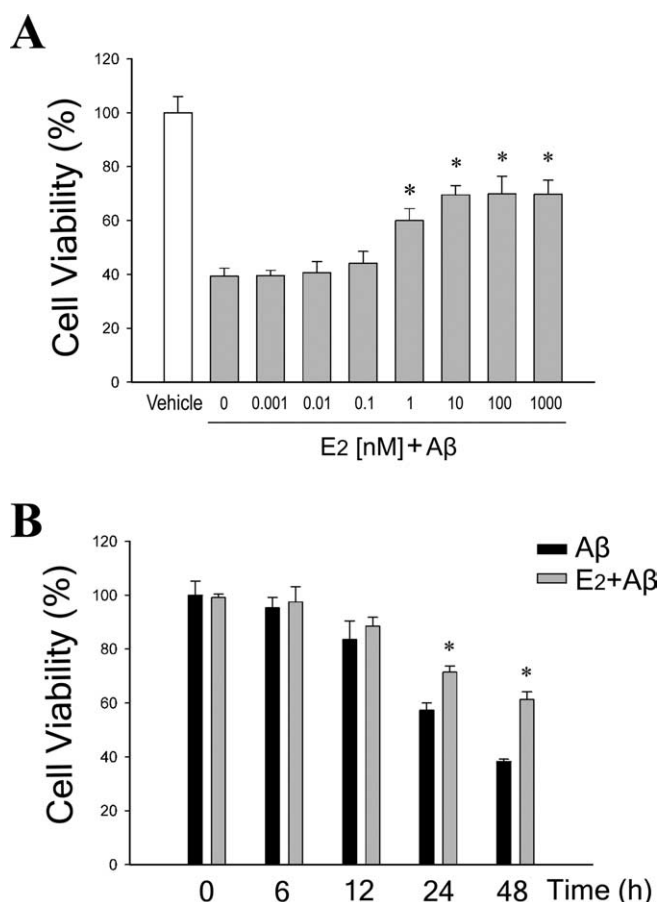 A
Cell Viability (%)
120
100
80
60
40
20
0
* * * *
Vehicle 0 0.001 0.01 0.1 1 10 100 1000
E2 [nM] + Aβ
B
Cell Viability (%)
120
100
80
60
40
20
0
Aβ
E2+Aβ
* *
0 6 12 24 48 Time (h)